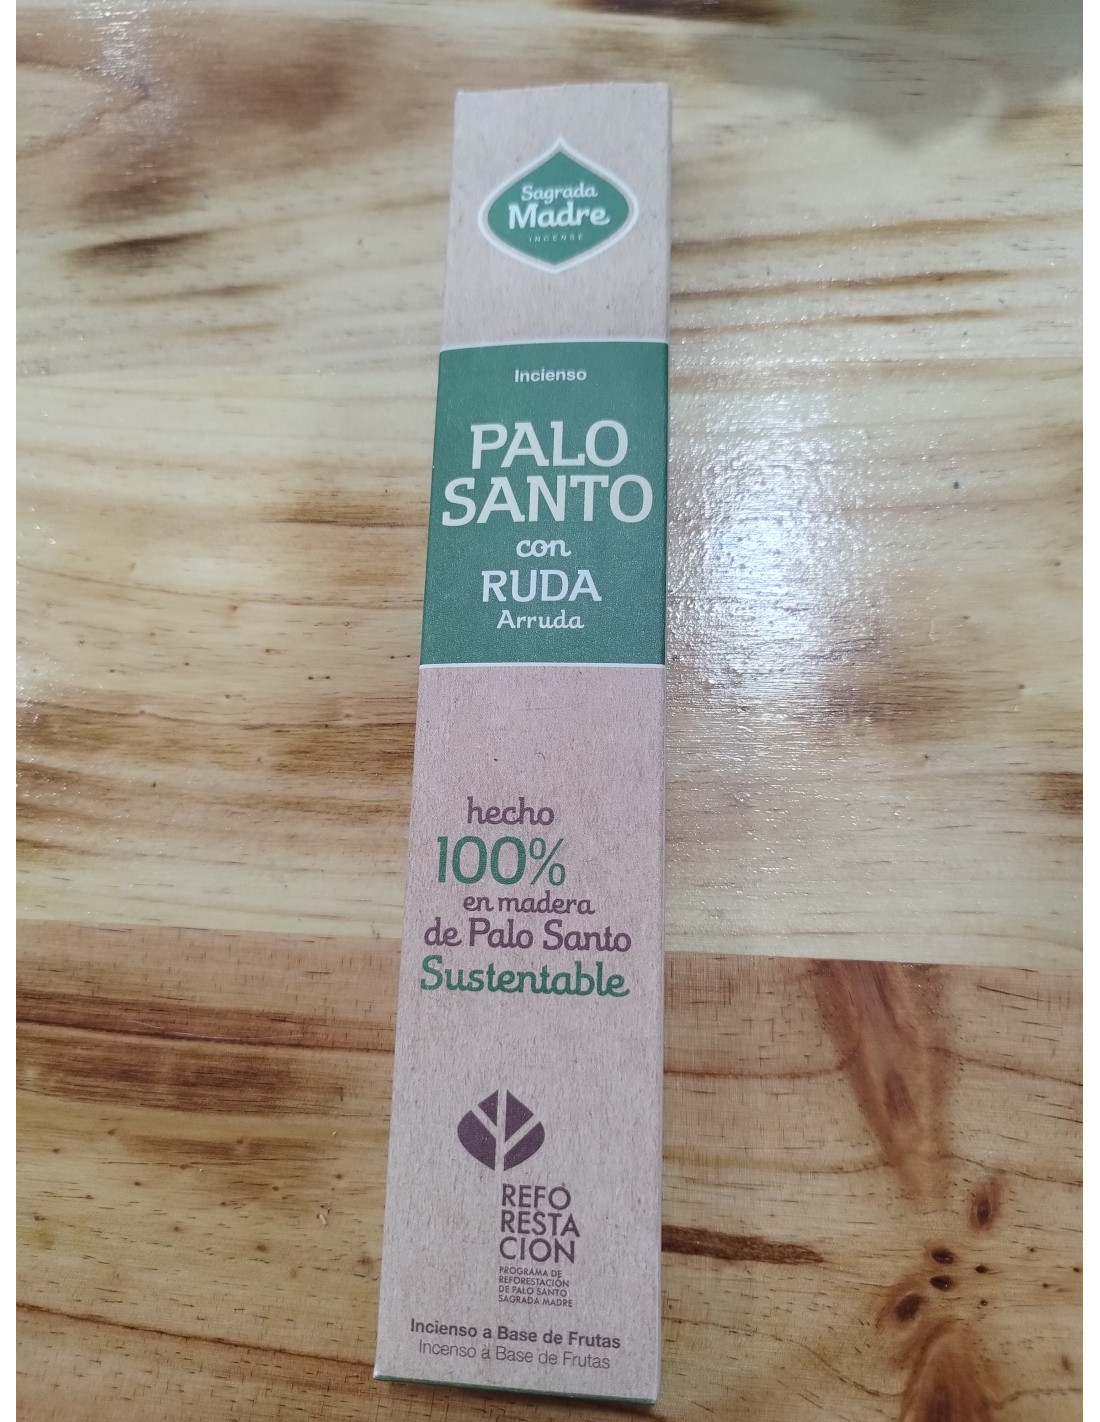 Sagrada
Madre
INCENSE
Incienso
PALO
SANTO
con
RUDA
Arruda
hecho
100%
en madera
de Palo Santo
Sustentable
REFO
RESTA
CION
PROGRAMA DE
REFORESTACIÓN
DE PALO SANTO
SAGRADA MADRE
Incienso a Base de Frutas
Incenso à Base de Frutas